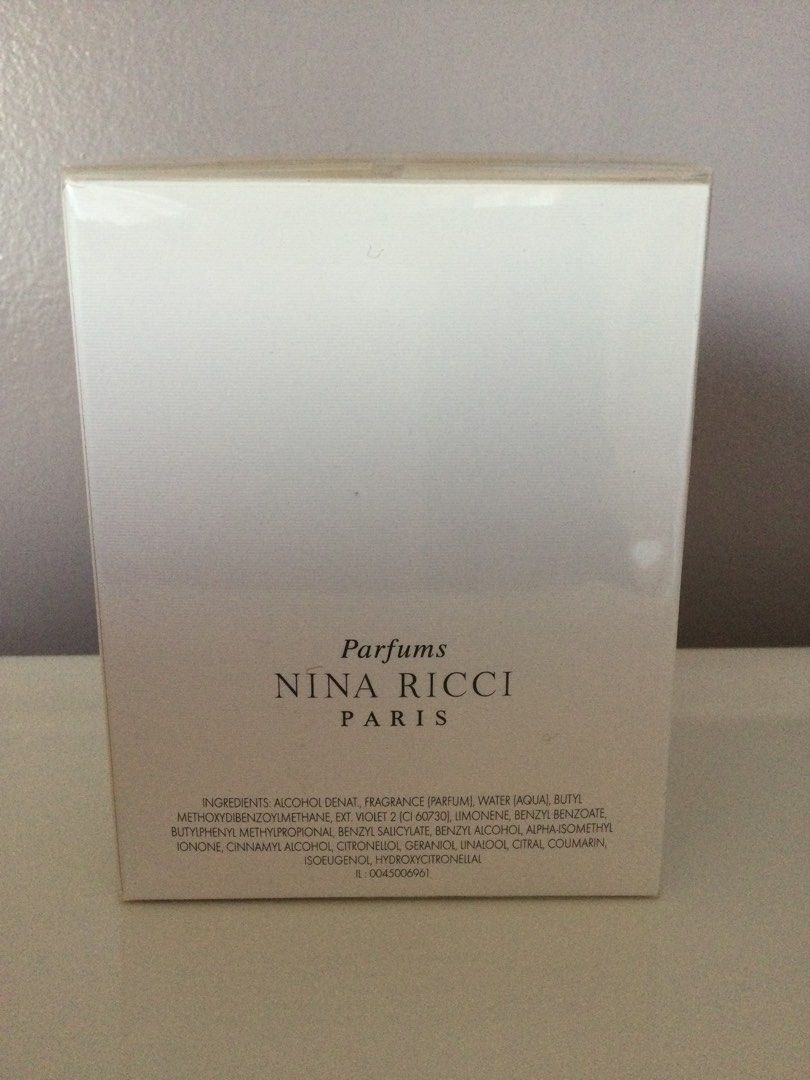 Parfums
NINA RICCI
PARIS
INGREDIENTS: ALCOHOL DENAT., FRAGRANCE (PARFUM), WATER (AQUA), BUTYL
METHOXYDIBENZOYLMETHANE, EXT. VIOLET 2 (CI 60730), LIMONENE, BENZYL BENZOATE,
BUTYLPHENYL METHYLPROPIONAL, BENZYL SALICYLATE, BENZYL ALCOHOL, ALPHA-ISOMETHYL
IONONE, CINNAMYL ALCOHOL, CITRONELLOL, GERANIOL, LINALOOL, CITRAL, COUMARIN,
ISOEUGENOL, HYDROXYCITRONELLAL
IL : 0045006961